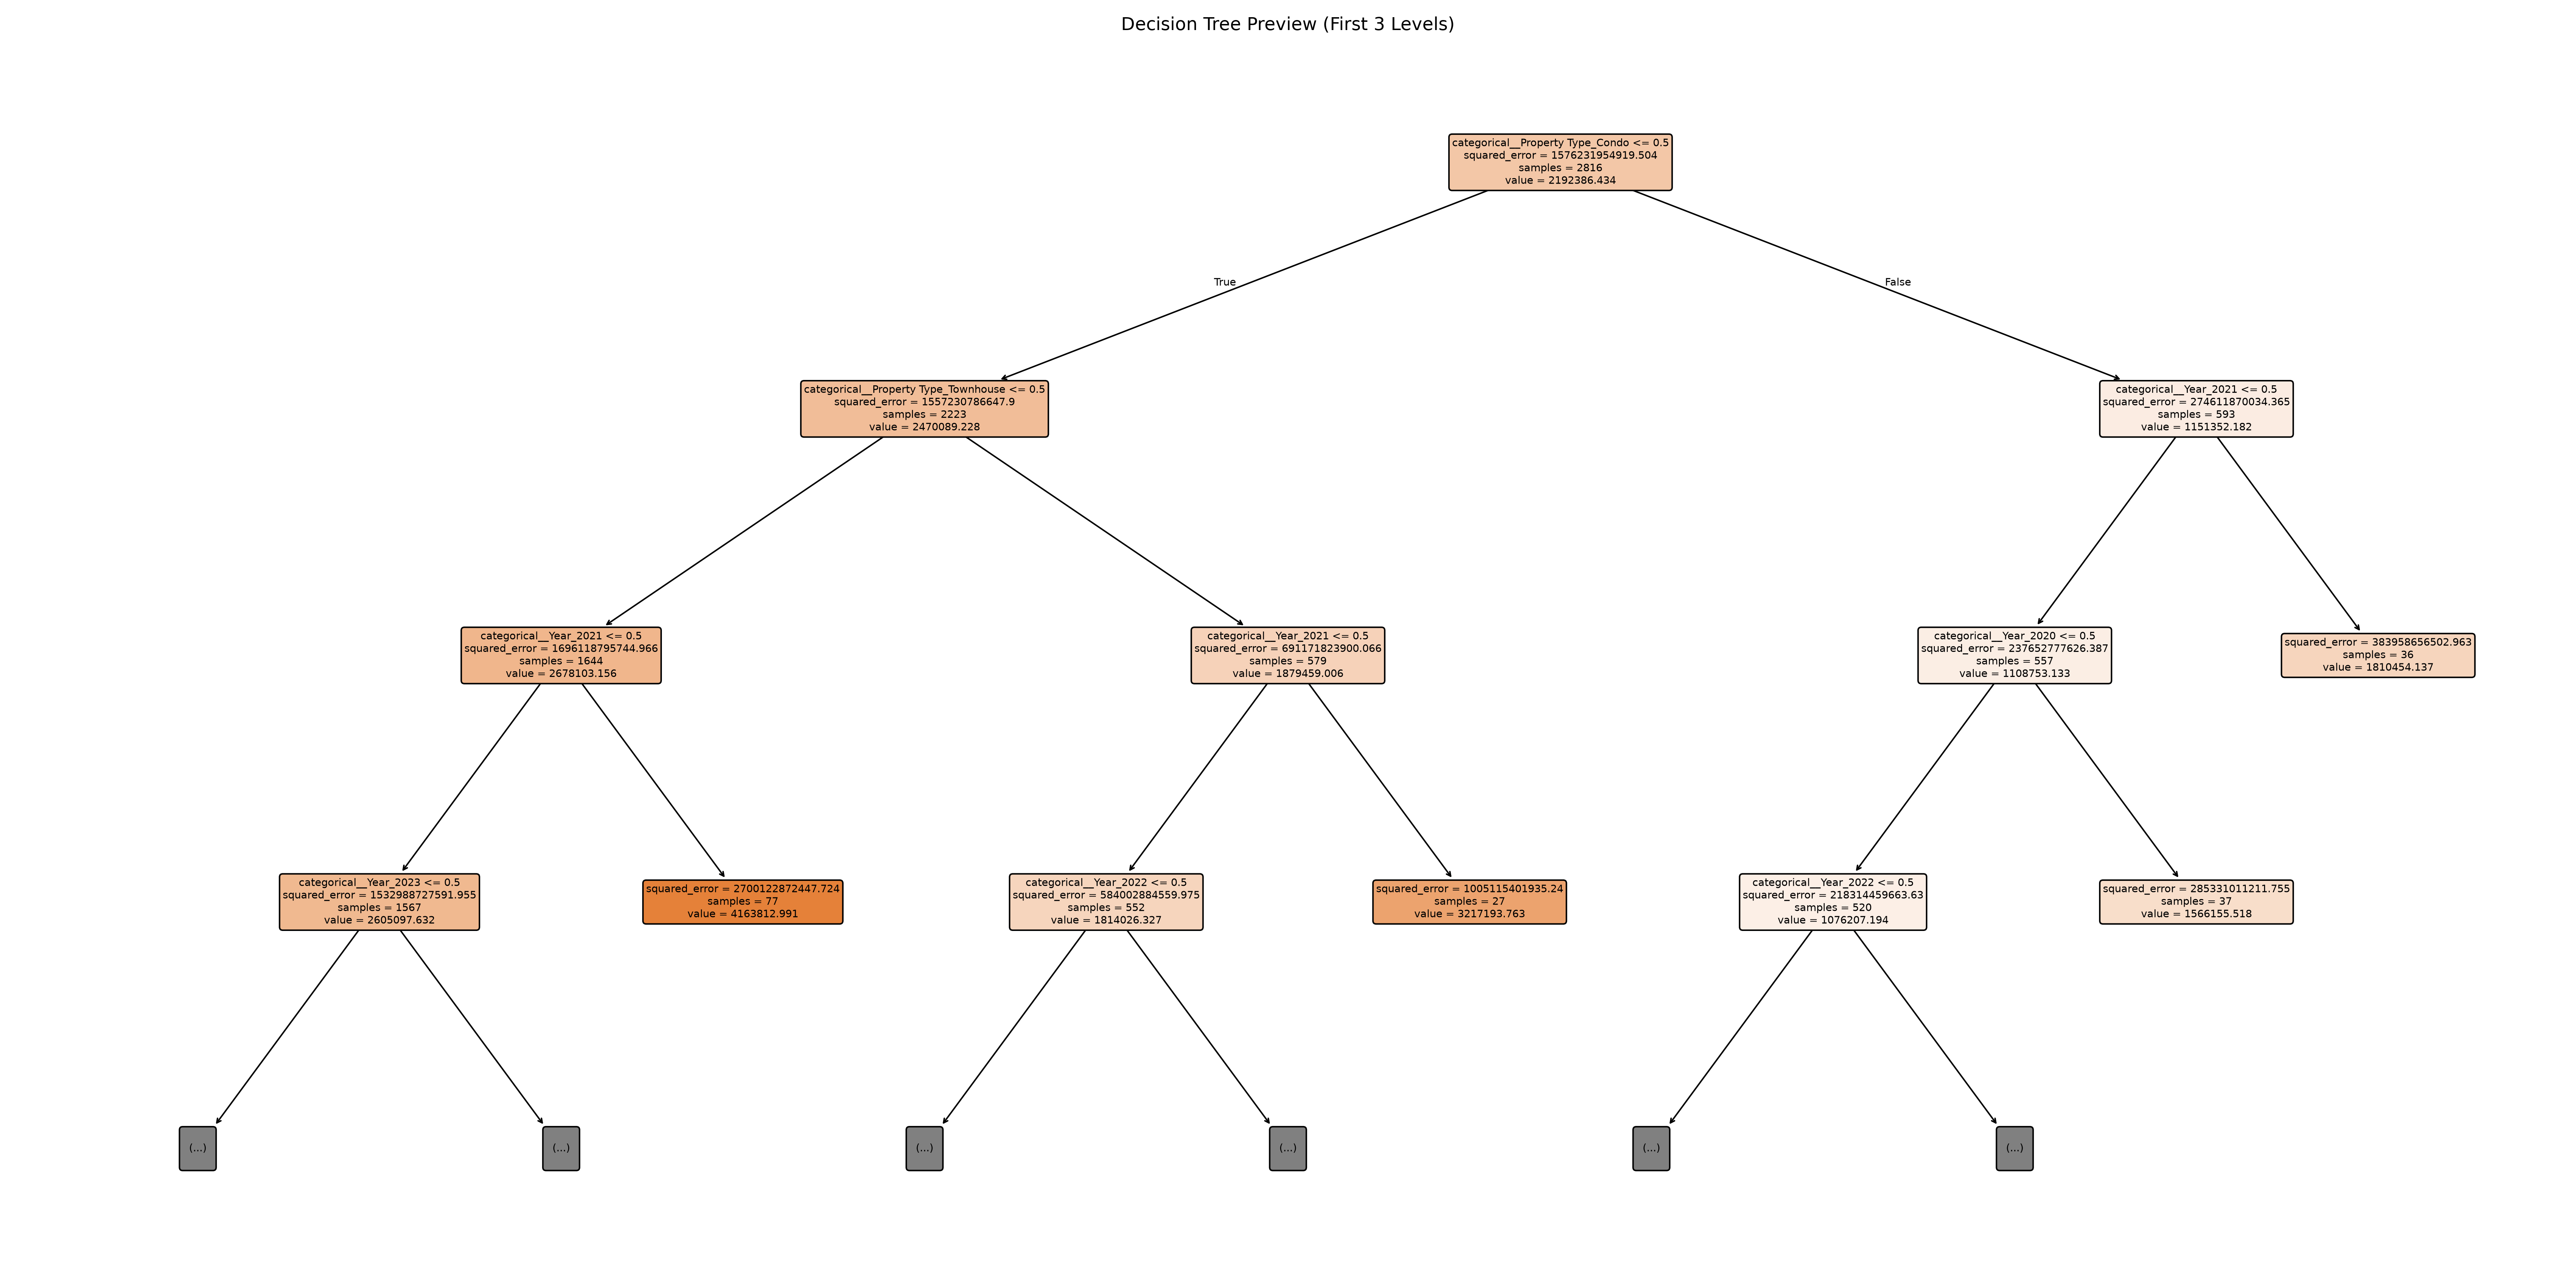 Decision Tree Preview (First 3 Levels)
categorical__Property Type_Condo <= 0.5
squared_error = 1576231954919.504
samples = 2816
value = 2192386.434
True
False
categorical__Property Type_Townhouse <= 0.5
squared_error = 1557230786647.9
samples = 2223
value = 2470089.228
categorical__Year_2021 <= 0.5
squared_error = 274611870034.365
samples = 593
value = 1151352.182
categorical__Year_2021 <= 0.5
squared_error = 1696118795744.966
samples = 1644
value = 2678103.156
categorical__Year_2021 <= 0.5
squared_error = 691171823900.066
samples = 579
value = 1879459.006
categorical__Year_2020 <= 0.5
squared_error = 237652777626.387
samples = 557
value = 1108753.133
squared_error = 383958656502.963
samples = 36
value = 1810454.137
categorical__Year_2023 <= 0.5
squared_error = 1532988727591.955
samples = 1567
value = 2605097.632
squared_error = 2700122872447.724
samples = 77
value = 4163812.991
categorical__Year_2022 <= 0.5
squared_error = 584002884559.975
samples = 552
value = 1814026.327
squared_error = 1005115401935.24
samples = 27
value = 3217193.763
categorical__Year_2022 <= 0.5
squared_error = 218314459663.63
samples = 520
value = 1076207.194
squared_error = 285331011211.755
samples = 37
value = 1566155.518
(...)
(...)
(...)
(...)
(...)
(...)